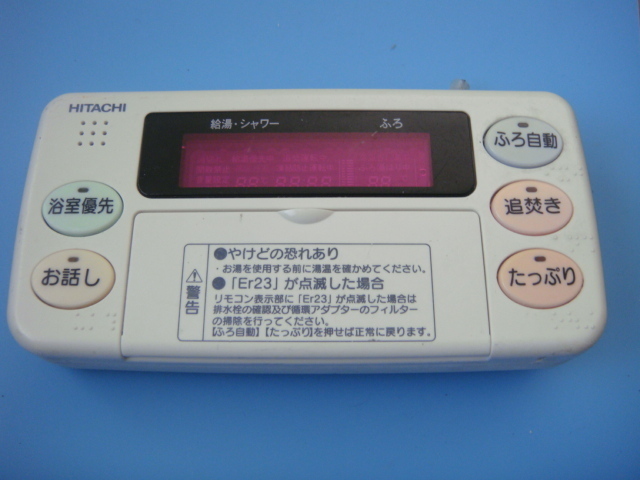 HITACHI
給湯・シャワー ふろ
ふろ自動
浴室優先
追焚き
お話し
たっぷり
⚠警告
●やけどの恐れあり
・お湯を使用する前に湯温を確かめてください。
●「Er23」が点滅した場合
リモコン表示部に「Er23」が点滅した場合は
排水栓の確認及び循環アダプターのフィルター
の掃除を行ってください。
【ふろ自動】【たっぷり】を押せば正常に戻ります。